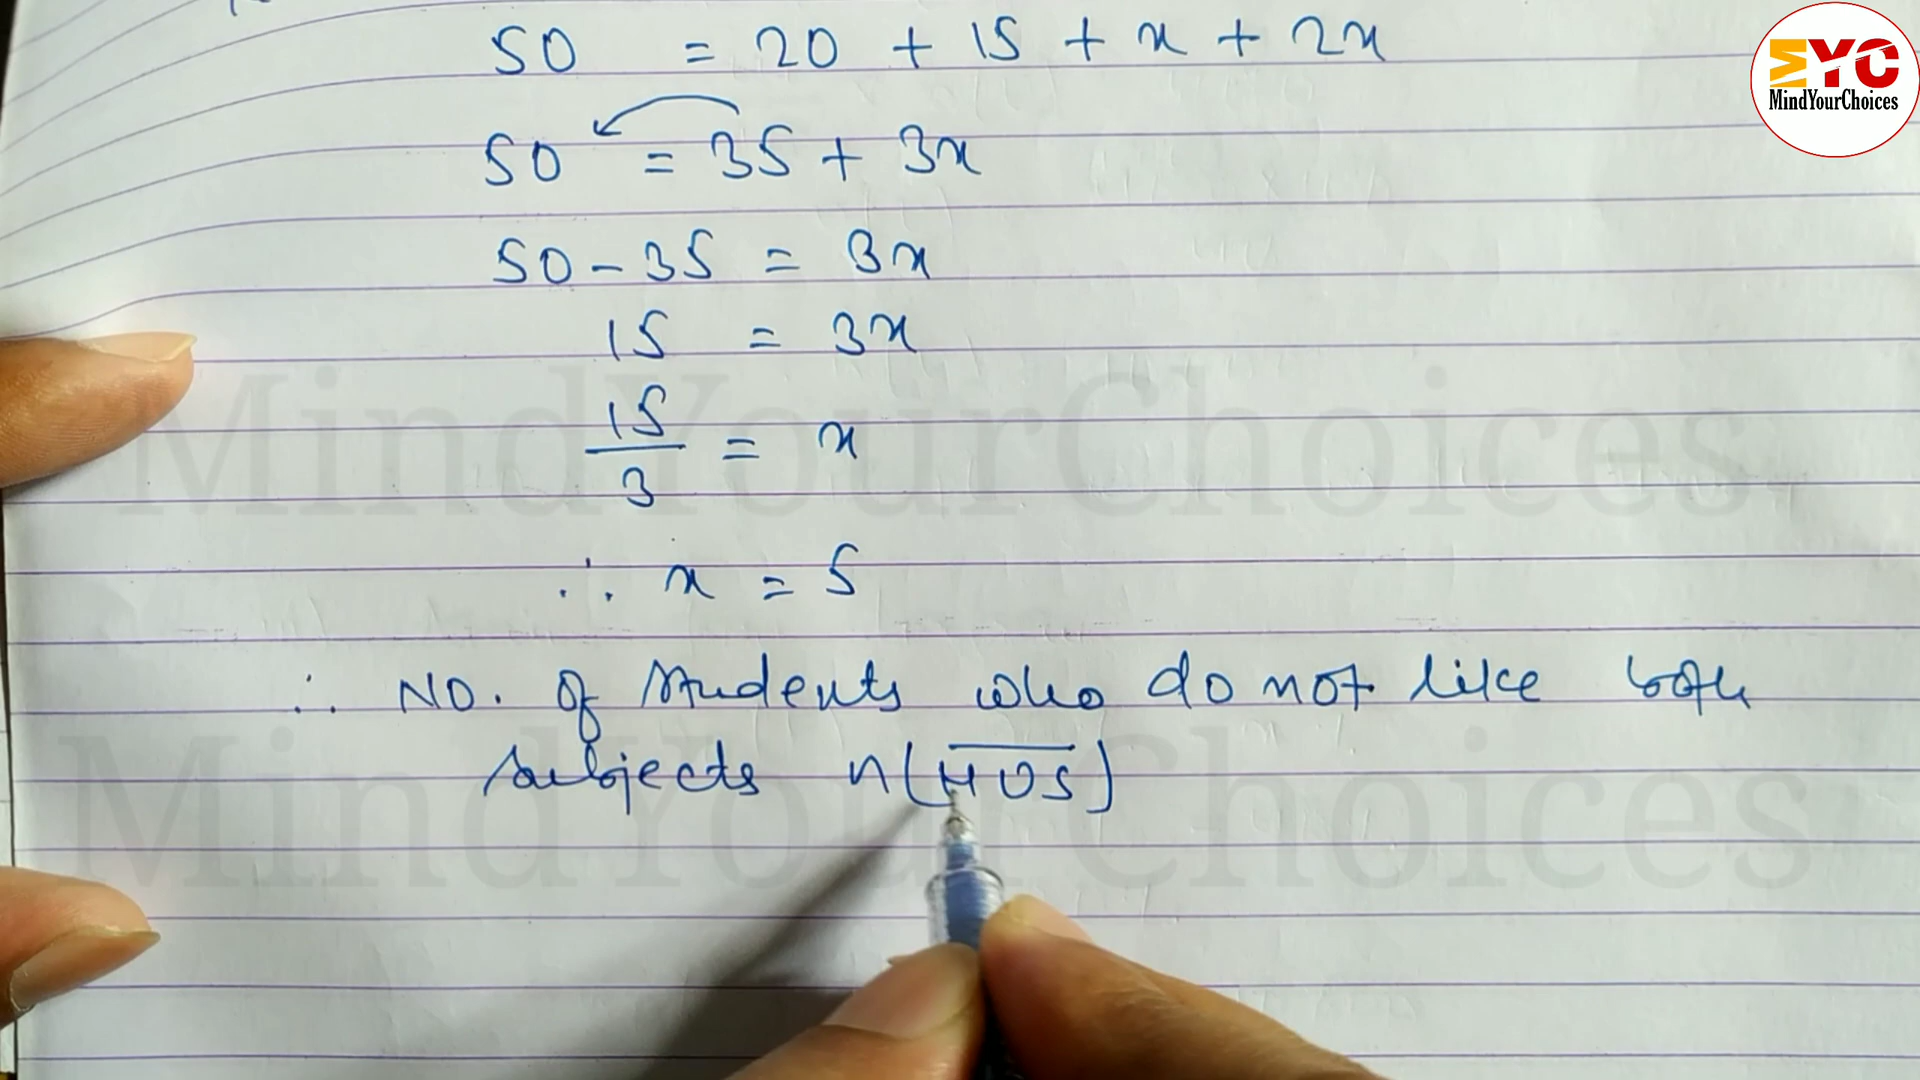 50 = 20 + 15 + x + 2x
MYC
MindYourChoices
50 = 35 + 3x
50 - 35 = 3x
15 = 3x
15/3 = x
MindYourChoices
∴ x = 5
∴ NO. of students who do not like both
subjects n(M∪S)
MindYourChoices